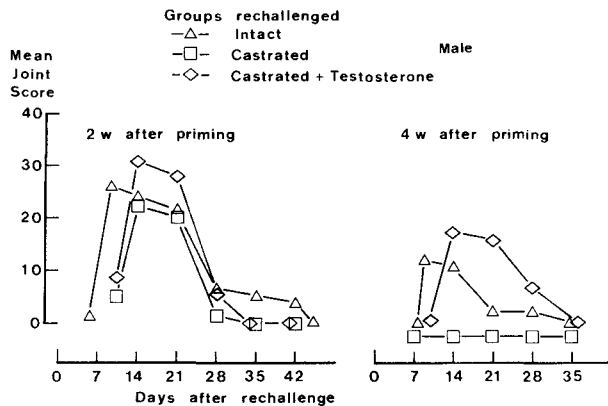 Groups rechallenged
Intact
Castrated
Castrated + Testosterone
Male
Mean
Joint
Score
40
30
20
10
0
2 w after priming
4 w after priming
0 7 14 21 28 35 42
0 7 14 21 28 35
Days after rechallenge